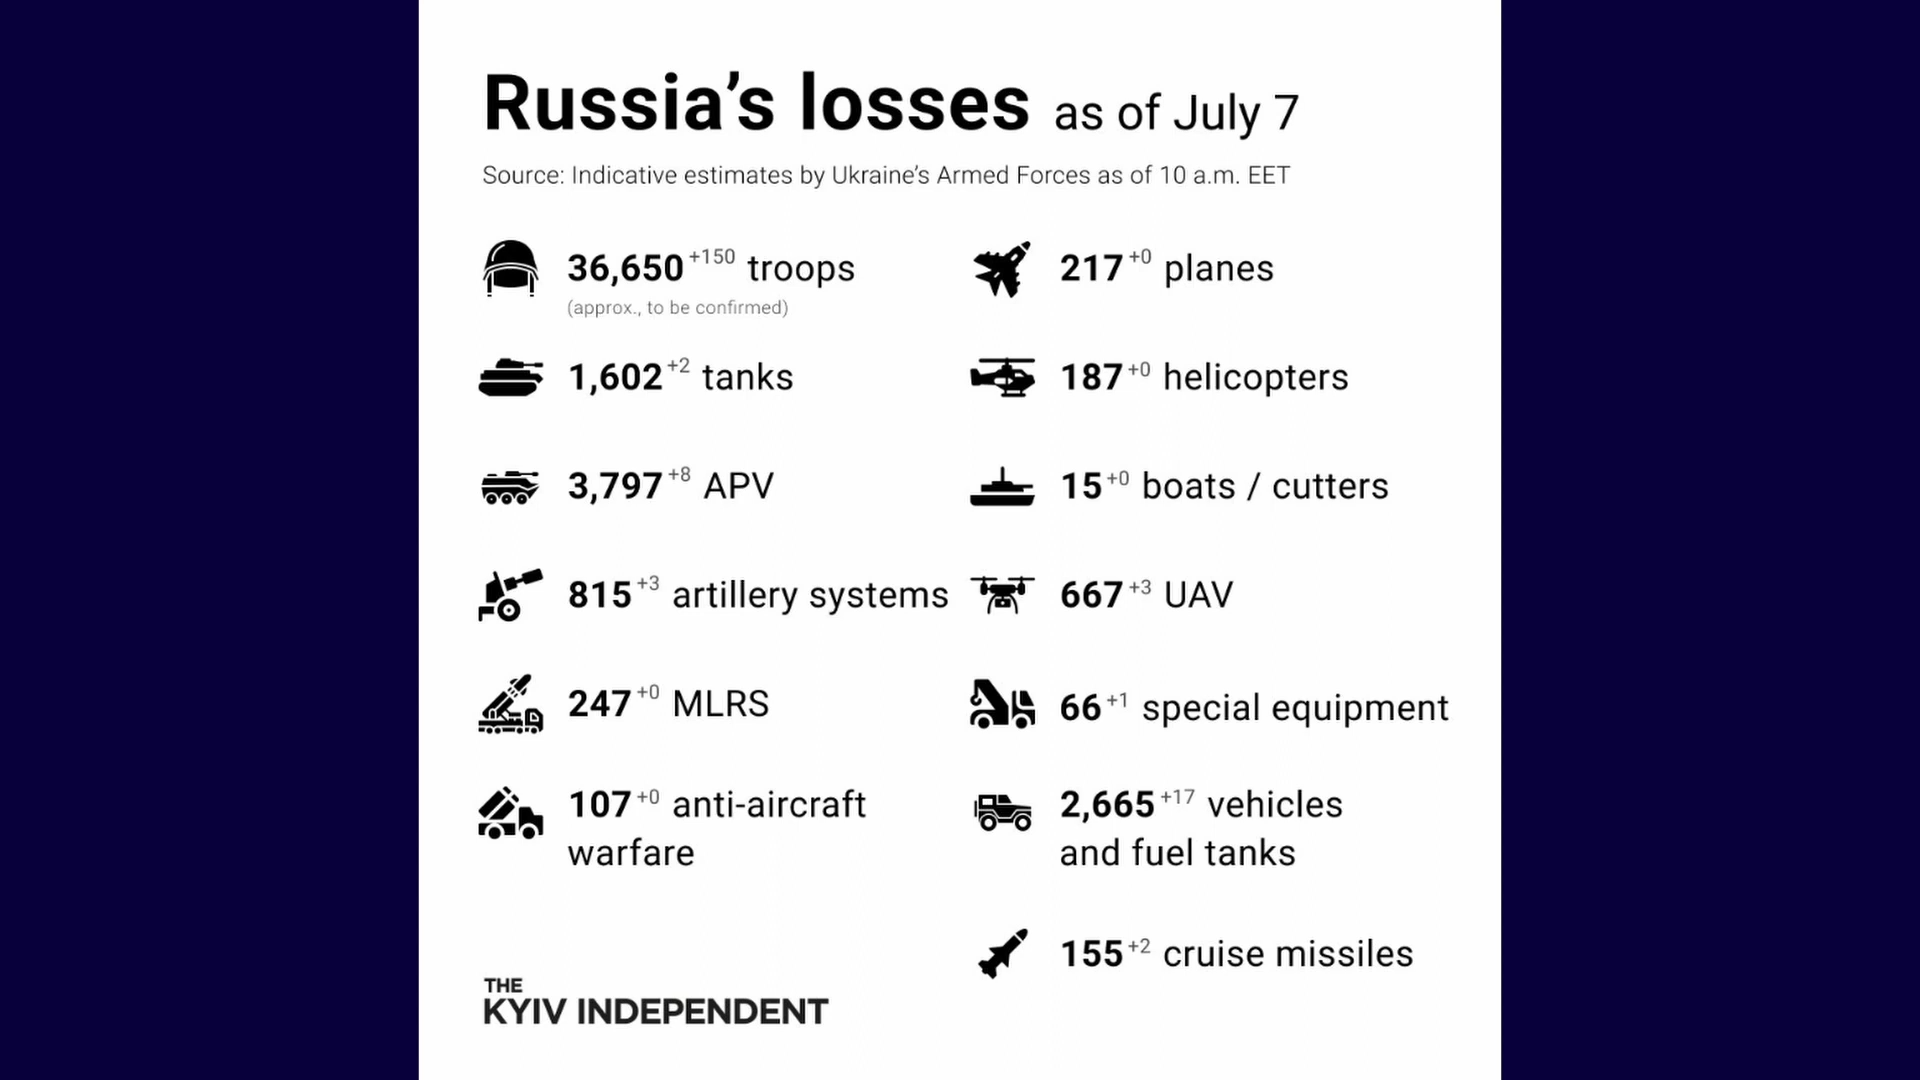 Russia’s losses as of July 7
Source: Indicative estimates by Ukraine’s Armed Forces as of 10 a.m. EET
36,650 +150 troops
(approx., to be confirmed)
1,602 +2 tanks
3,797 +8 APV
815 +3 artillery systems
247 +0 MLRS
107 +0 anti-aircraft
warfare
217 +0 planes
187 +0 helicopters
15 +0 boats / cutters
667 +3 UAV
66 +1 special equipment
2,665 +17 vehicles
and fuel tanks
155 +2 cruise missiles
THE
KYIV INDEPENDENT